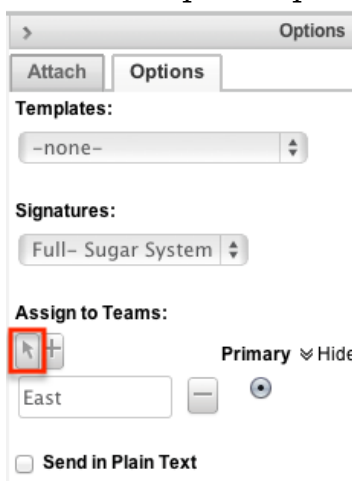 Options
Attach Options
Templates:
-none-
Signatures:
Full- Sugar System
Assign to Teams:
Primary Hide
East
Send in Plain Text